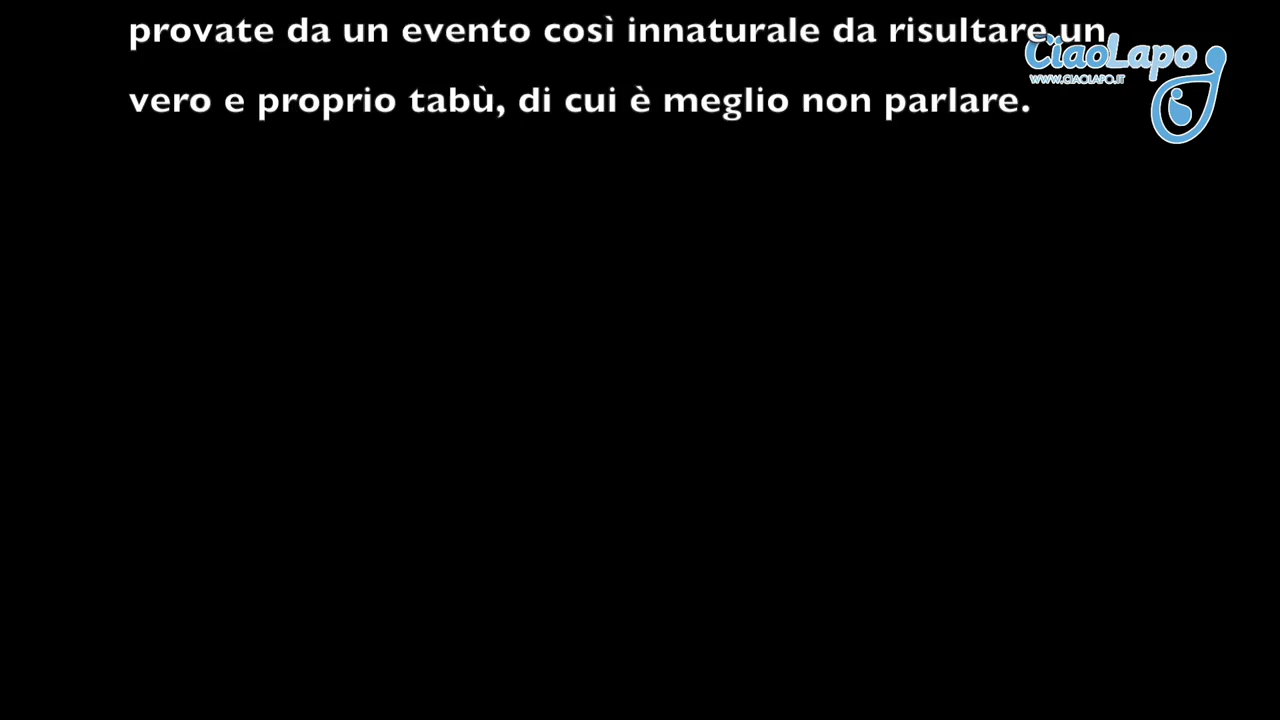 provate da un evento così innaturale da risultare un
CiaoLapo
WWW.CIAOLAPO.IT
vero e proprio tabù, di cui è meglio non parlare.